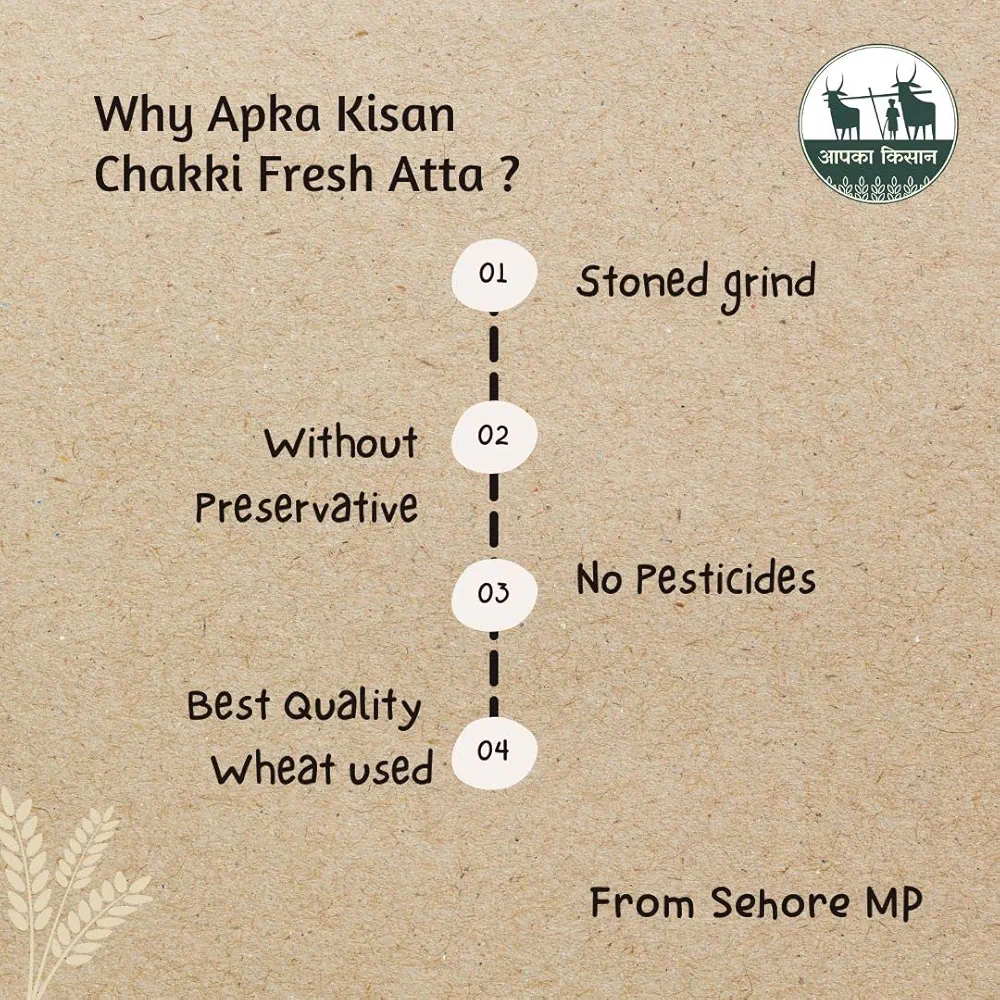 Why Apka Kisan
Chakki Fresh Atta ?
आपका किसान
01
Stoned grind
02
Without
Preservative
03
No Pesticides
04
Best Quality
Wheat used
From Sehore MP